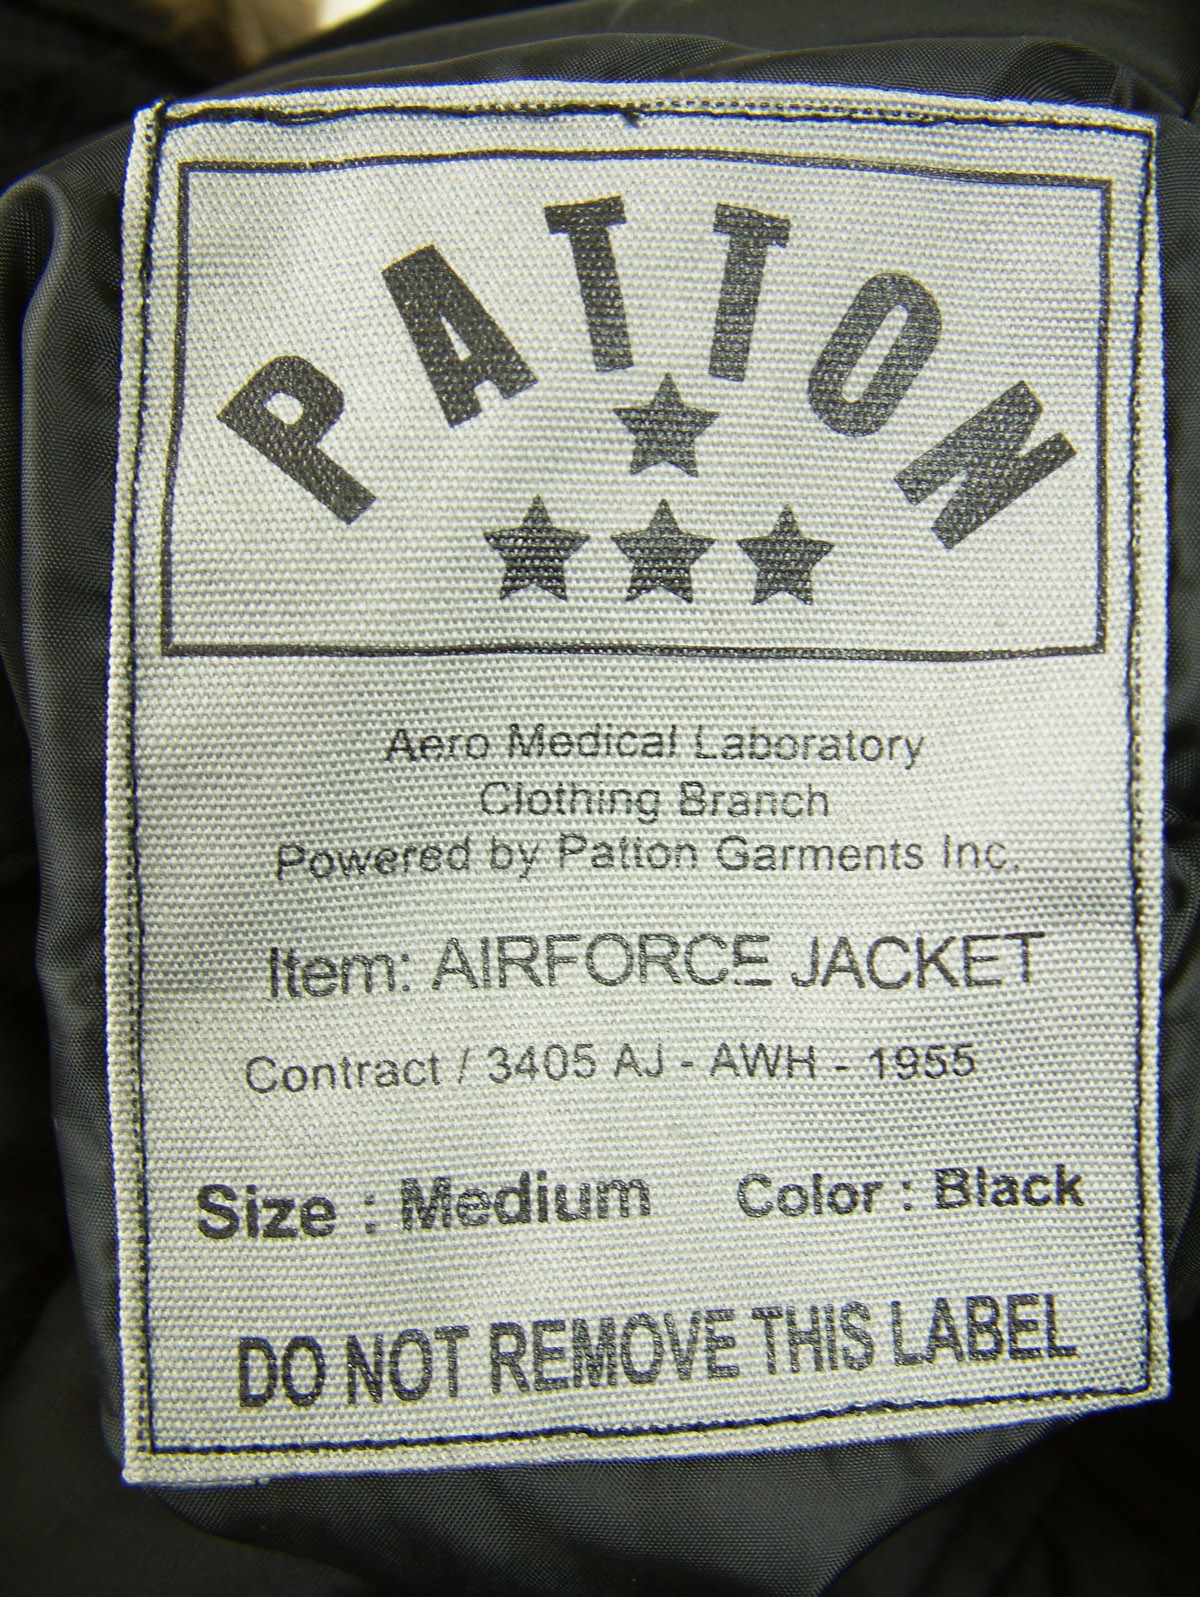 PATTON
Aero Medical Laboratory
Clothing Branch
Powered by Patton Garments Inc.
Item: AIRFORCE JACKET
Contract / 3405 AJ - AWH - 1955
Size : Medium Color : Black
DO NOT REMOVE THIS LABEL